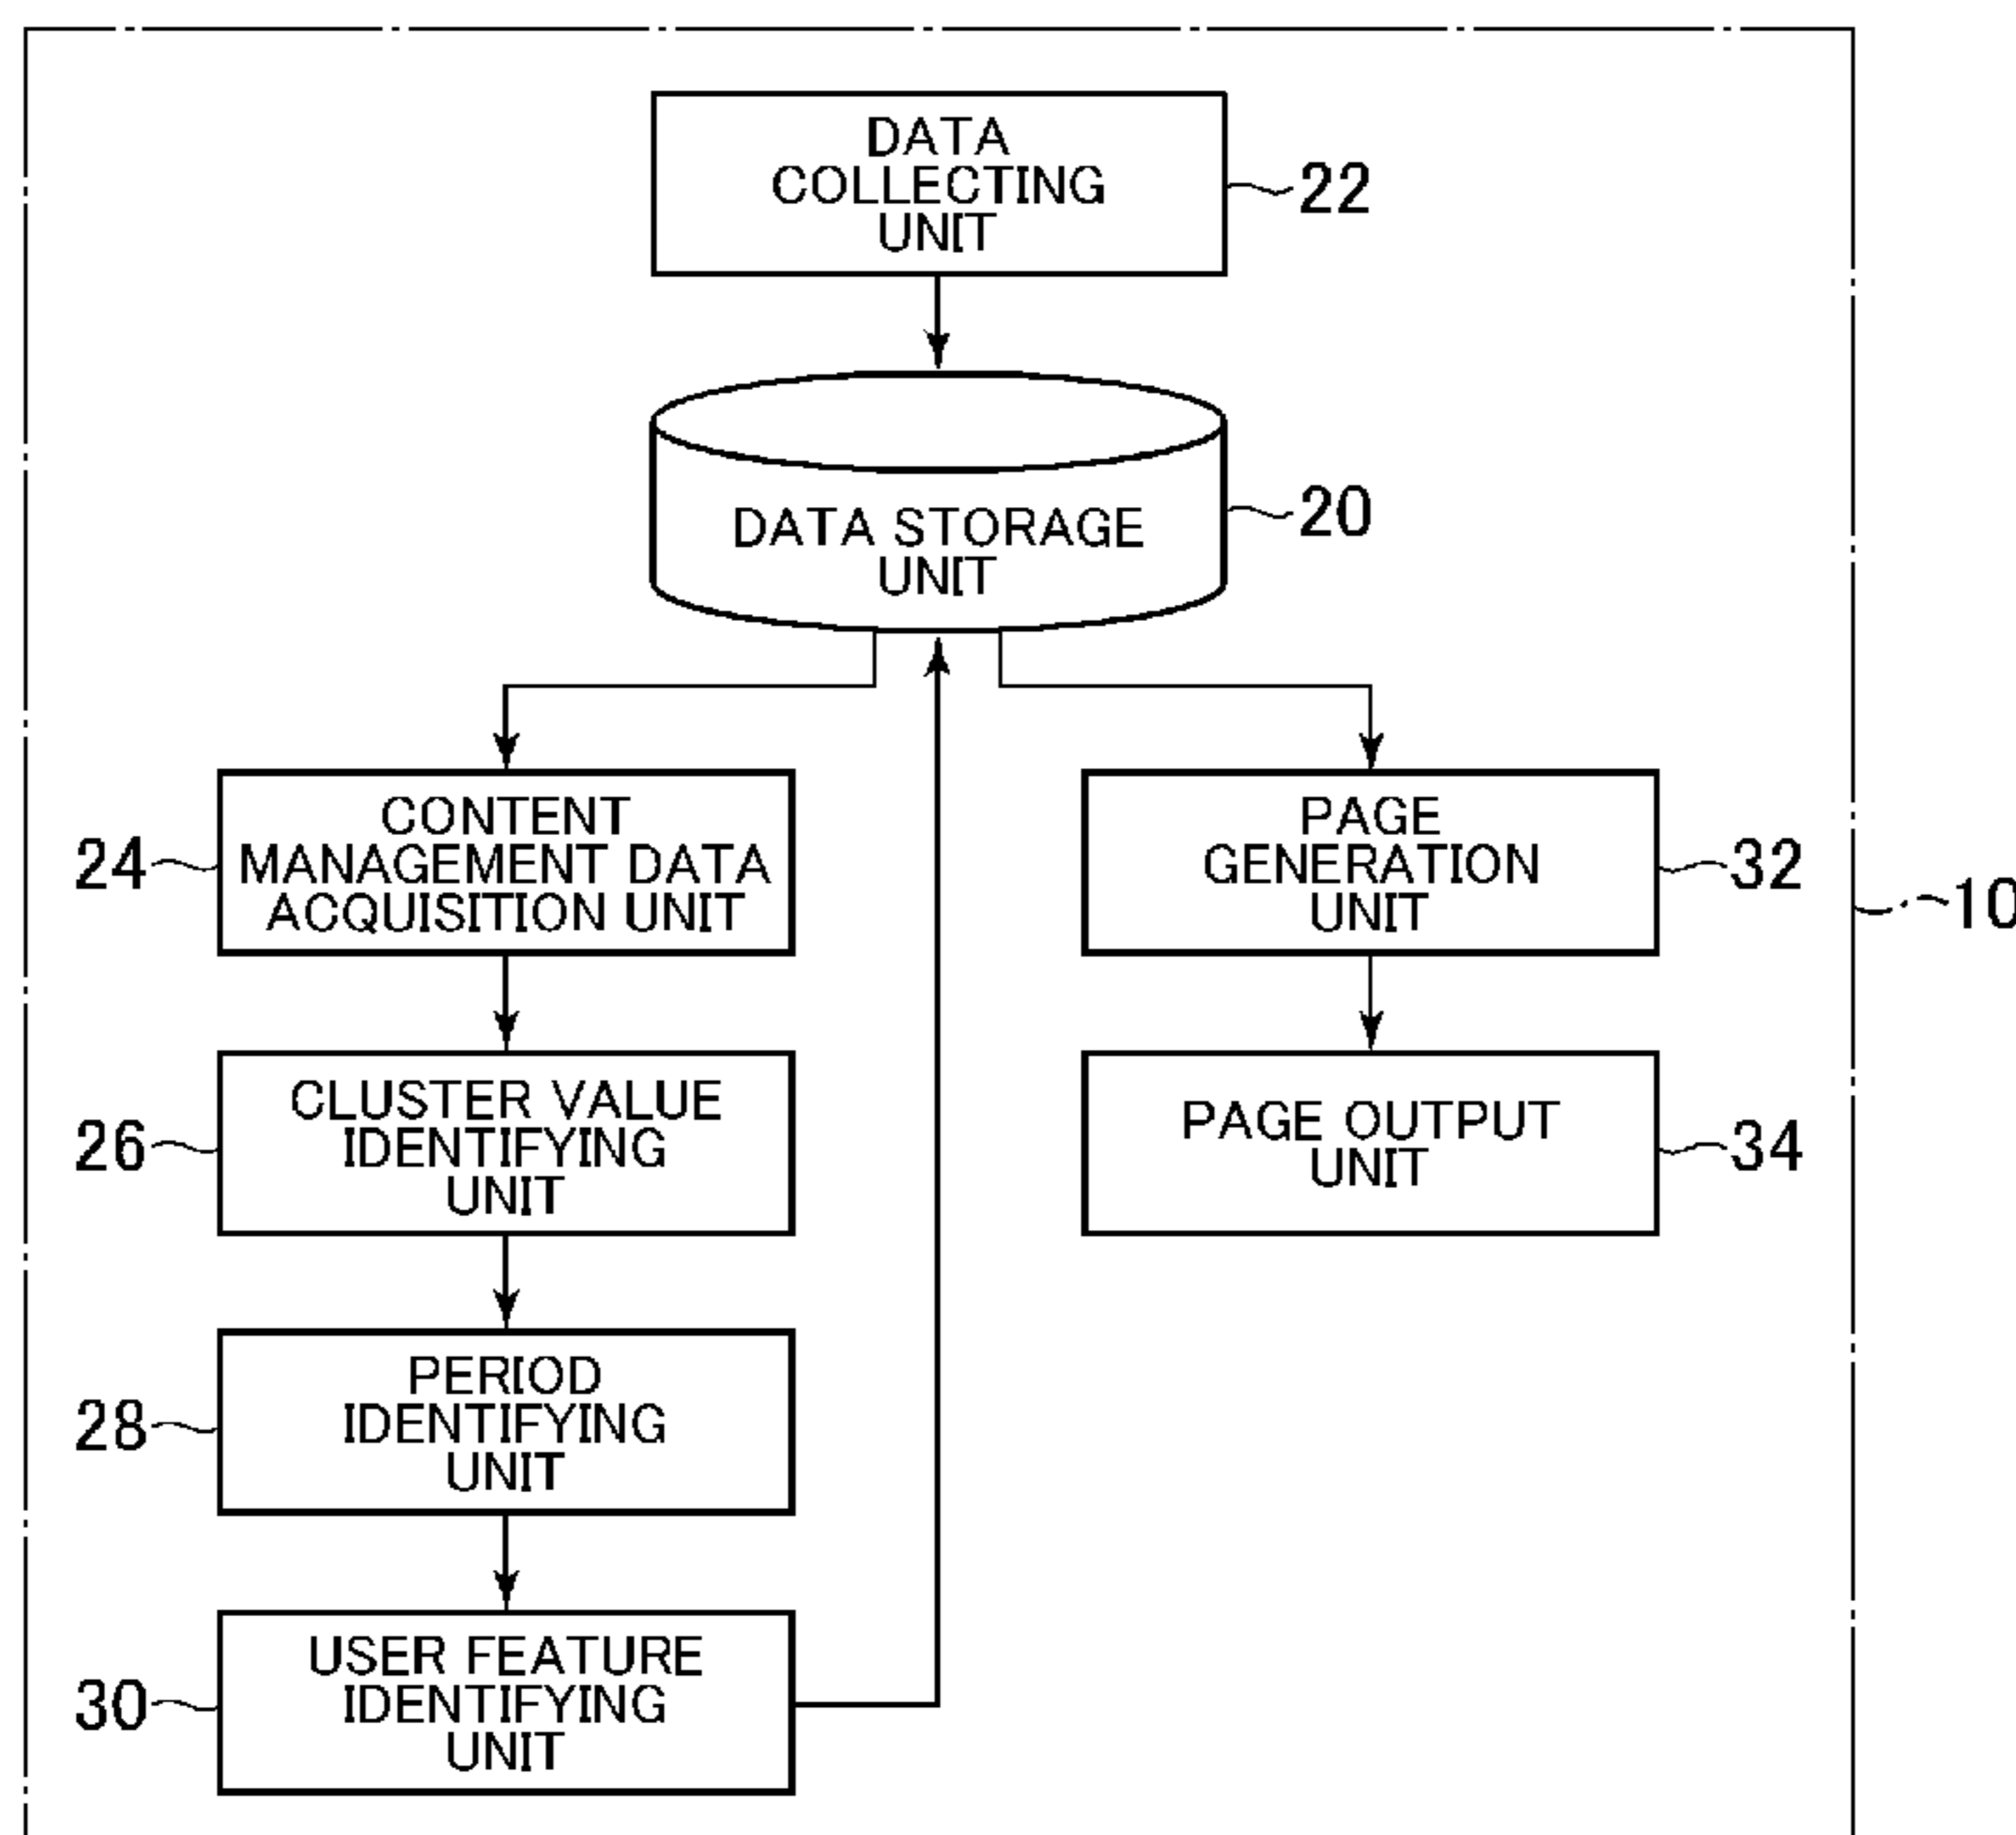 DATA
COLLECTING
UNIT
22
DATA STORAGE
UNIT
20
CONTENT
MANAGEMENT DATA
ACQUISITION UNIT
24
PAGE
GENERATION
UNIT
32
10
CLUSTER VALUE
IDENTIFYING
UNIT
26
PAGE OUTPUT
UNIT
34
PERIOD
IDENTIFYING
UNIT
28
USER FEATURE
IDENTIFYING
UNIT
30